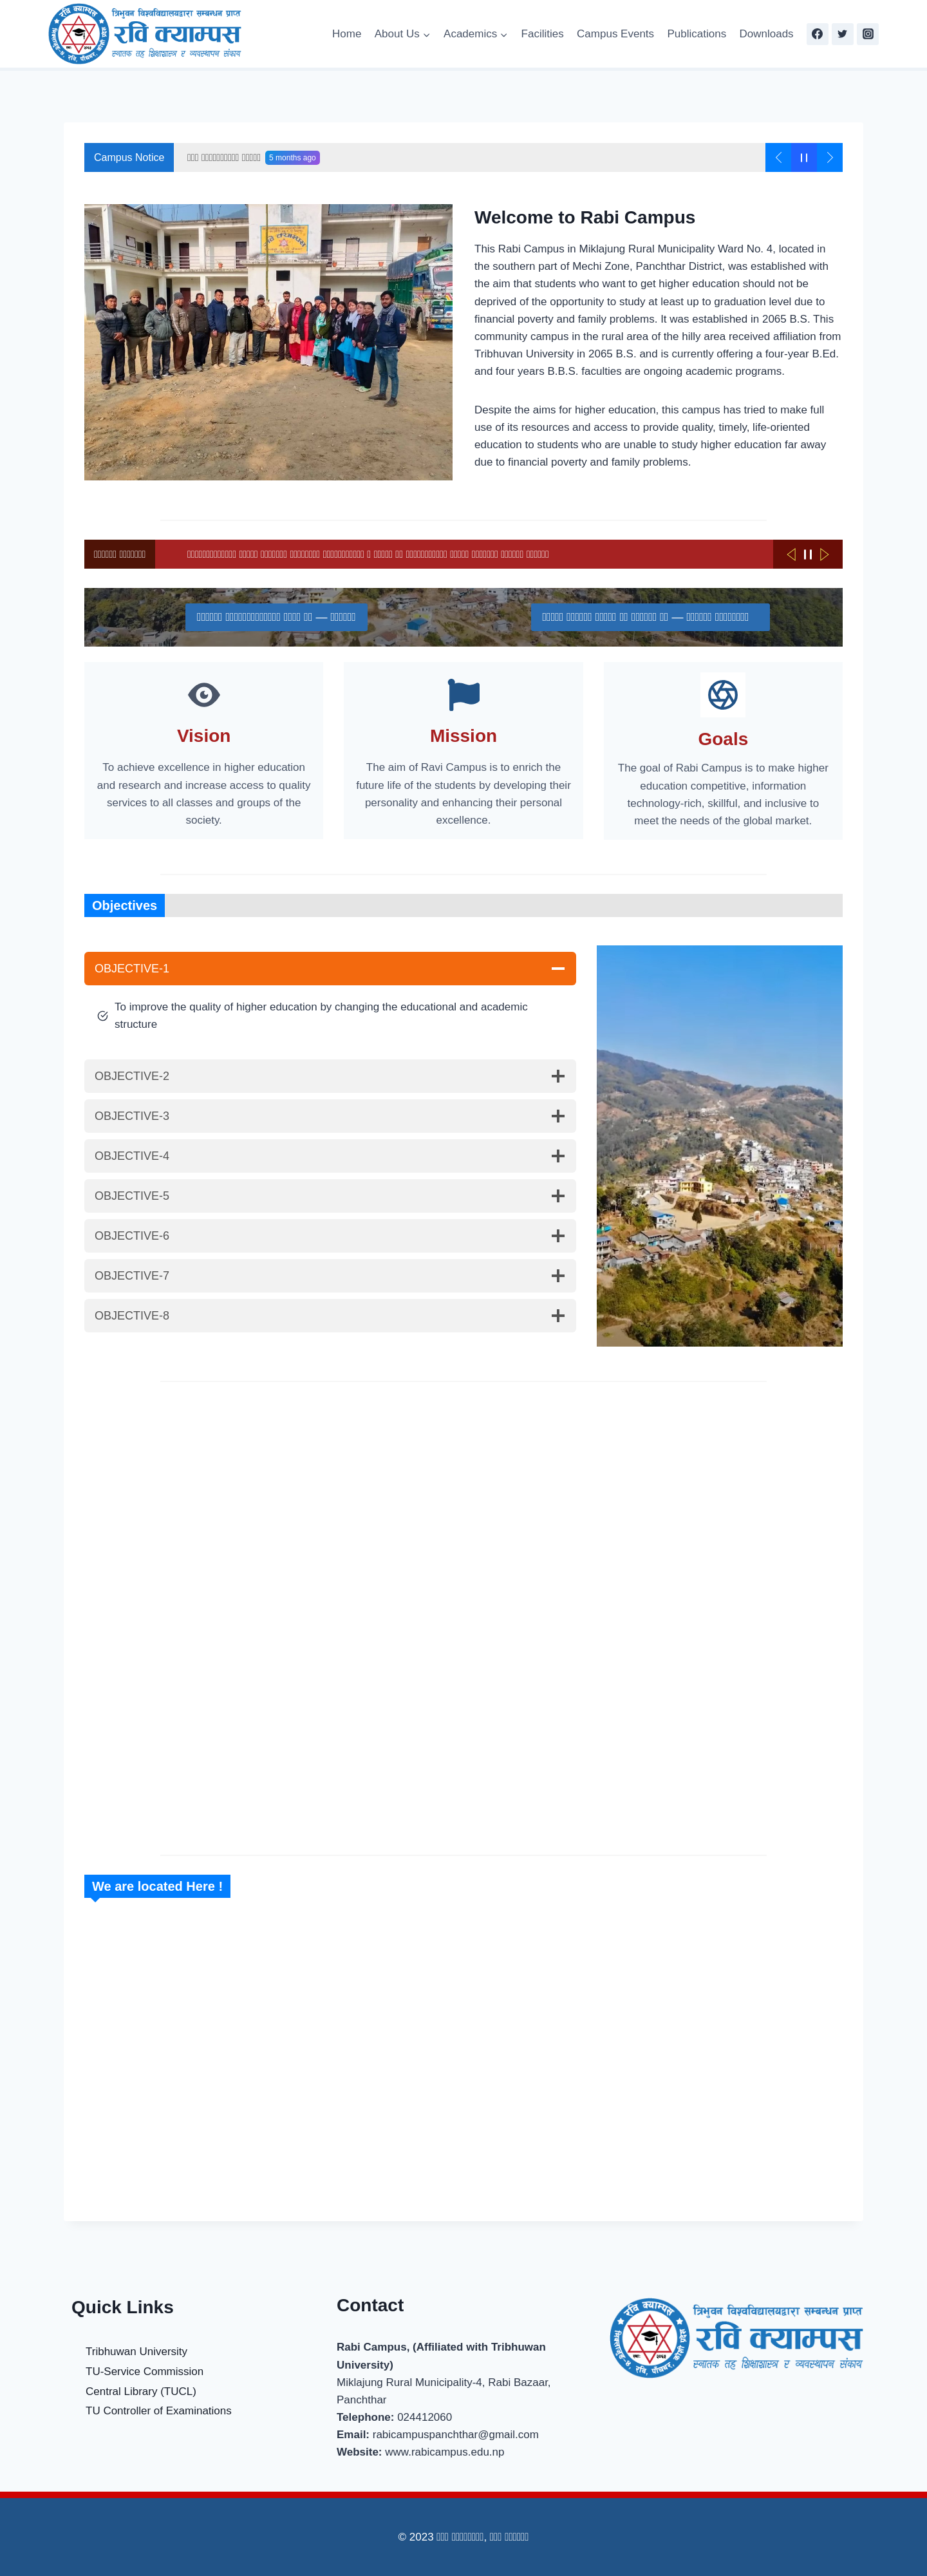 त्रिभुवन विश्वविद्यालयद्वारा सम्बन्धन प्राप्त
रवि क्याम्पस
स्नातक तह शिक्षाशास्त्र र व्यवस्थापन संकाय
Home About Us Academics Facilities Campus Events Publications Downloads
Campus Notice
5 months ago
Welcome to Rabi Campus
This Rabi Campus in Miklajung Rural Municipality Ward No. 4, located in
the southern part of Mechi Zone, Panchthar District, was established with
the aim that students who want to get higher education should not be
deprived of the opportunity to study at least up to graduation level due to
financial poverty and family problems. It was established in 2065 B.S. This
community campus in the rural area of the hilly area received affiliation from
Tribhuvan University in 2065 B.S. and is currently offering a four-year B.Ed.
and four years B.B.S. faculties are ongoing academic programs.
Despite the aims for higher education, this campus has tried to make full
use of its resources and access to provide quality, timely, life-oriented
education to students who are unable to study higher education far away
due to financial poverty and family problems.
Vision
To achieve excellence in higher education
and research and increase access to quality
services to all classes and groups of the
society.
Mission
The aim of Ravi Campus is to enrich the
future life of the students by developing their
personality and enhancing their personal
excellence.
Goals
The goal of Rabi Campus is to make higher
education competitive, information
technology-rich, skillful, and inclusive to
meet the needs of the global market.
Objectives
OBJECTIVE-1
To improve the quality of higher education by changing the educational and academic
structure
OBJECTIVE-2
OBJECTIVE-3
OBJECTIVE-4
OBJECTIVE-5
OBJECTIVE-6
OBJECTIVE-7
OBJECTIVE-8
We are located Here !
Quick Links
Tribhuwan University
TU-Service Commission
Central Library (TUCL)
TU Controller of Examinations
Contact
Rabi Campus, (Affiliated with Tribhuwan
University)
Miklajung Rural Municipality-4, Rabi Bazaar,
Panchthar
Telephone: 024412060
Email: rabicampuspanchthar@gmail.com
Website: www.rabicampus.edu.np
रवि क्याम्पस
त्रिभुवन विश्वविद्यालयद्वारा सम्बन्धन प्राप्त
रवि क्याम्पस
स्नातक तह शिक्षाशास्त्र र व्यवस्थापन संकाय
© 2023